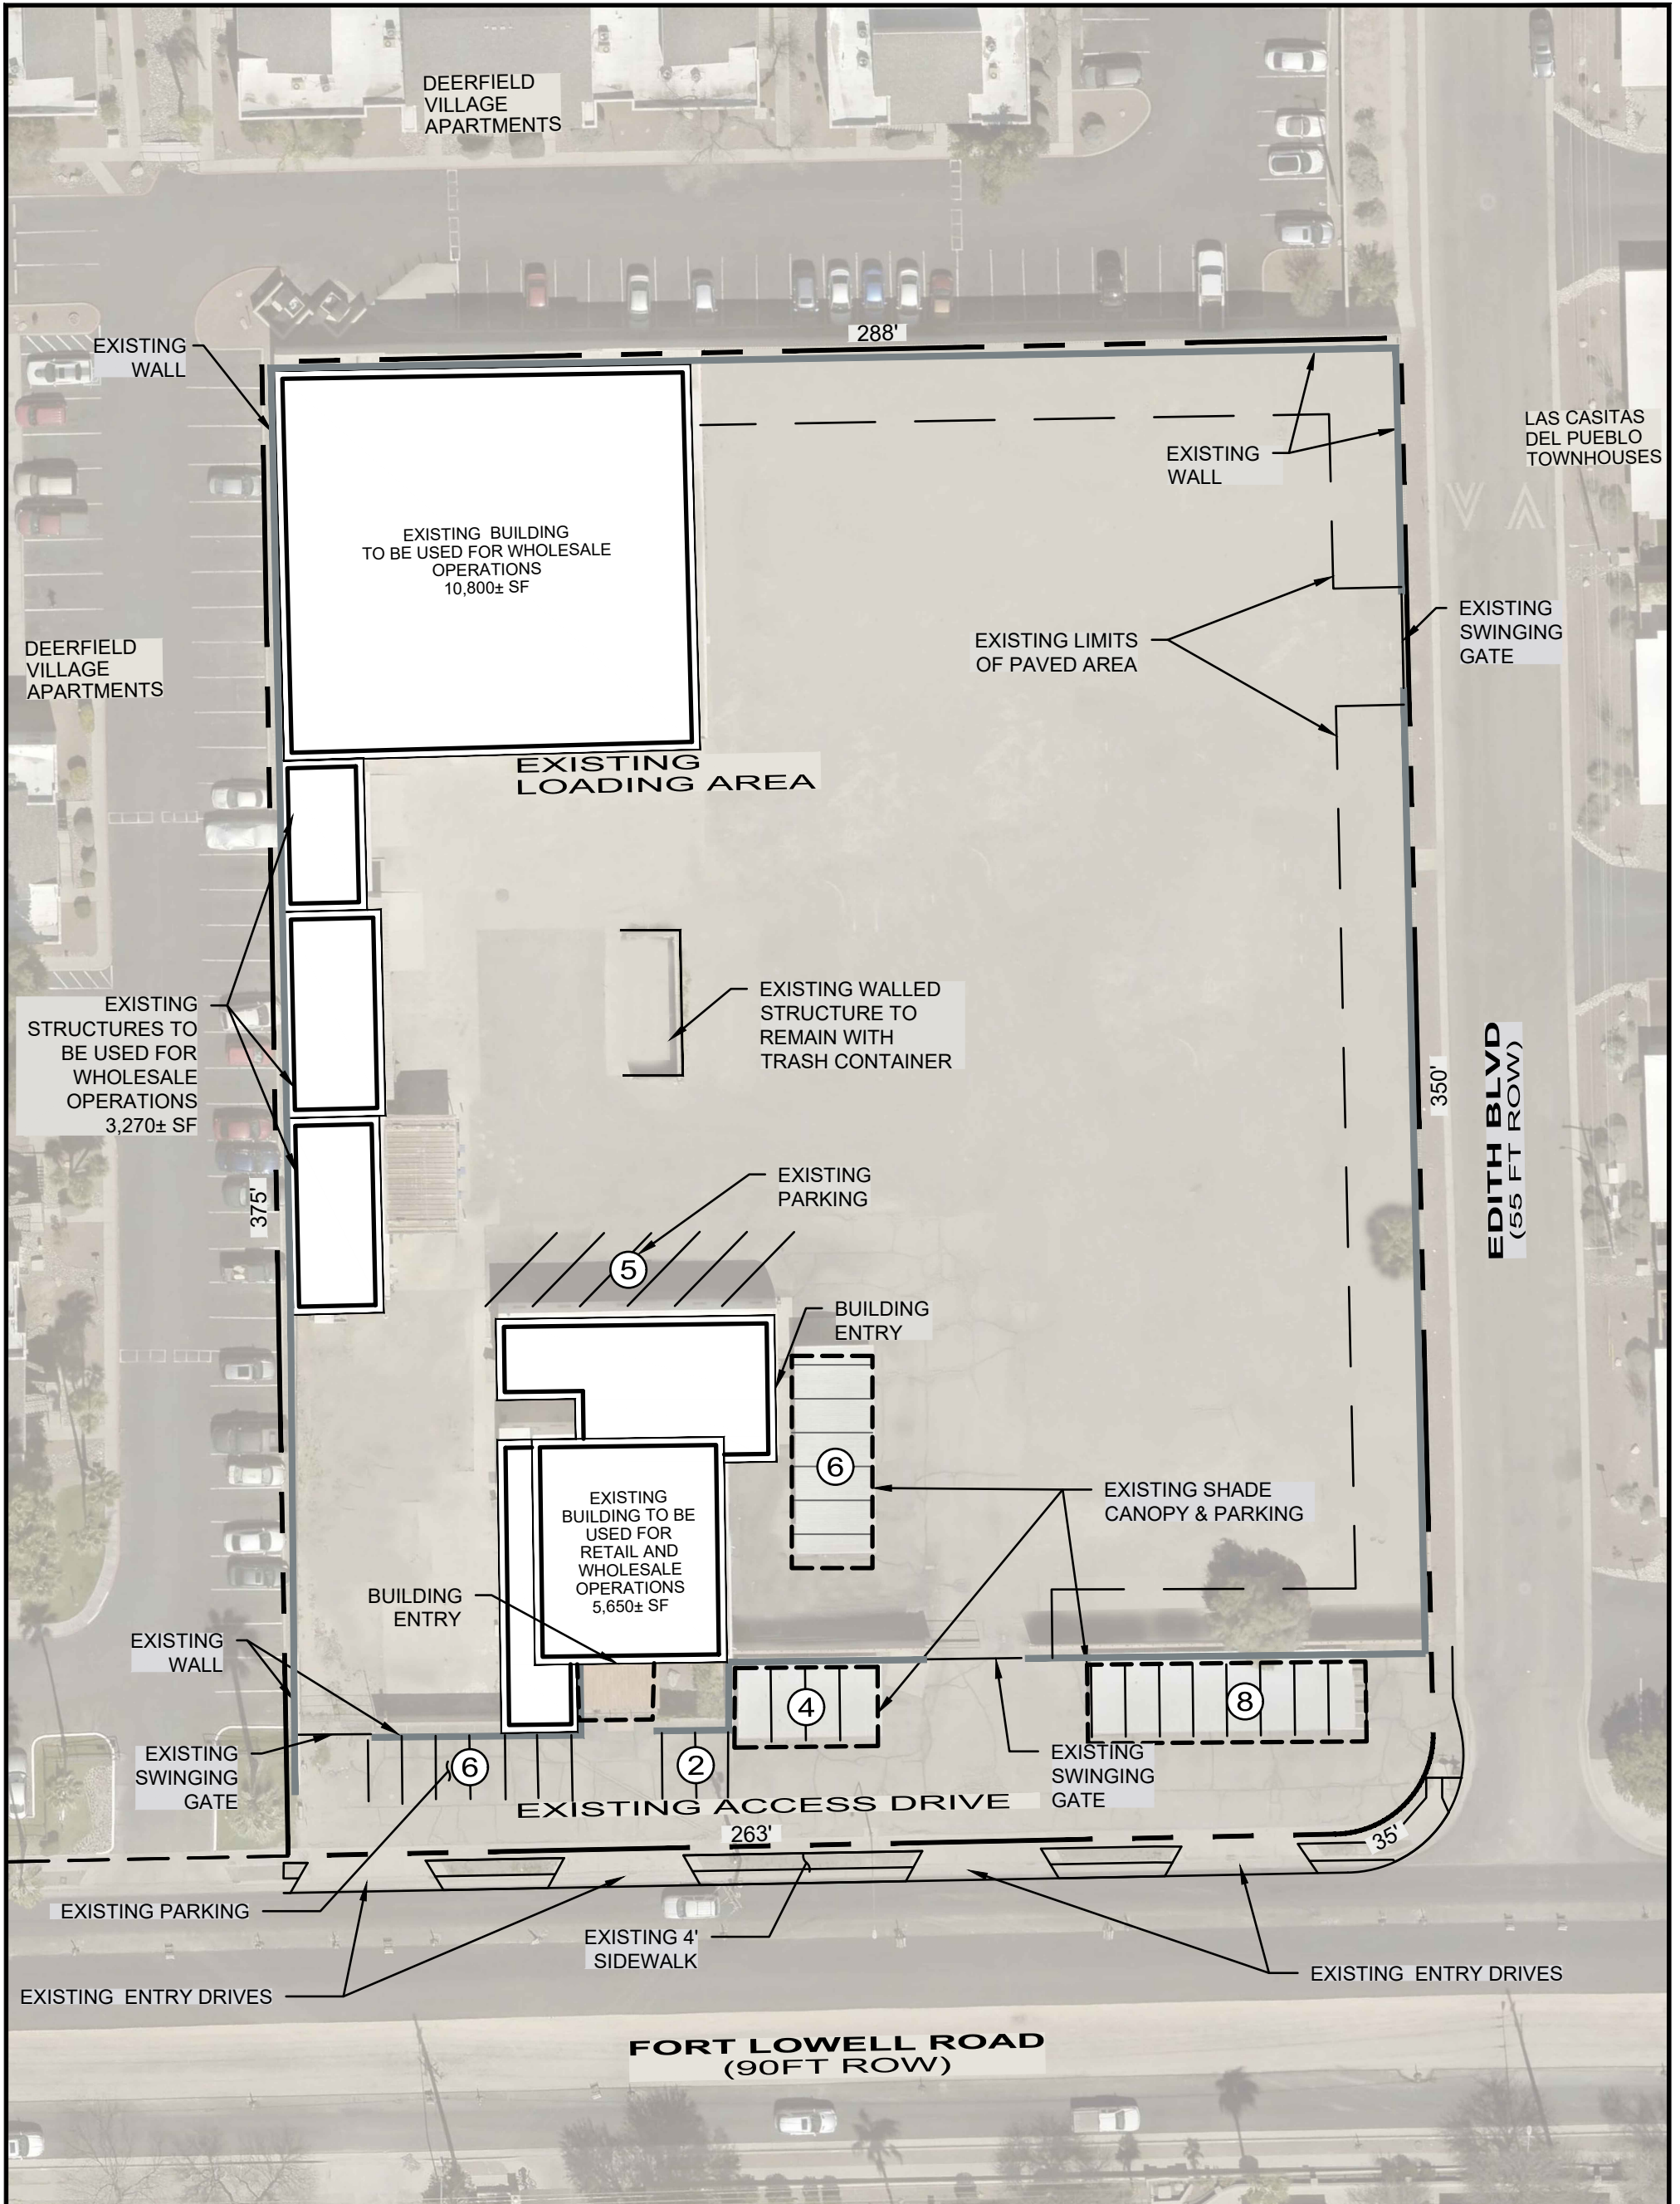 DEERFIELD
VILLAGE
APARTMENTS
288'
EXISTING
WALL
LAS CASITAS
DEL PUEBLO
TOWNHOUSES
EXISTING
WALL
EXISTING BUILDING
TO BE USED FOR WHOLESALE
OPERATIONS
10,800± SF
EXISTING
SWINGING
GATE
EXISTING LIMITS
OF PAVED AREA
DEERFIELD
VILLAGE
APARTMENTS
EXISTING
LOADING AREA
EXISTING
STRUCTURES TO
BE USED FOR
WHOLESALE
OPERATIONS
3,270± SF
EXISTING WALLED
STRUCTURE TO
REMAIN WITH
TRASH CONTAINER
350'
EDITH BLVD
(55 FT ROW)
375'
EXISTING
PARKING
5
BUILDING
ENTRY
6
EXISTING SHADE
CANOPY & PARKING
EXISTING
BUILDING TO BE
USED FOR
RETAIL AND
WHOLESALE
OPERATIONS
5,650± SF
BUILDING
ENTRY
EXISTING
WALL
4
8
EXISTING
SWINGING
GATE
6
2
EXISTING
SWINGING
GATE
EXISTING ACCESS DRIVE
263'
35'
EXISTING PARKING
EXISTING 4'
SIDEWALK
EXISTING ENTRY DRIVES
EXISTING ENTRY DRIVES
FORT LOWELL ROAD
(90FT ROW)